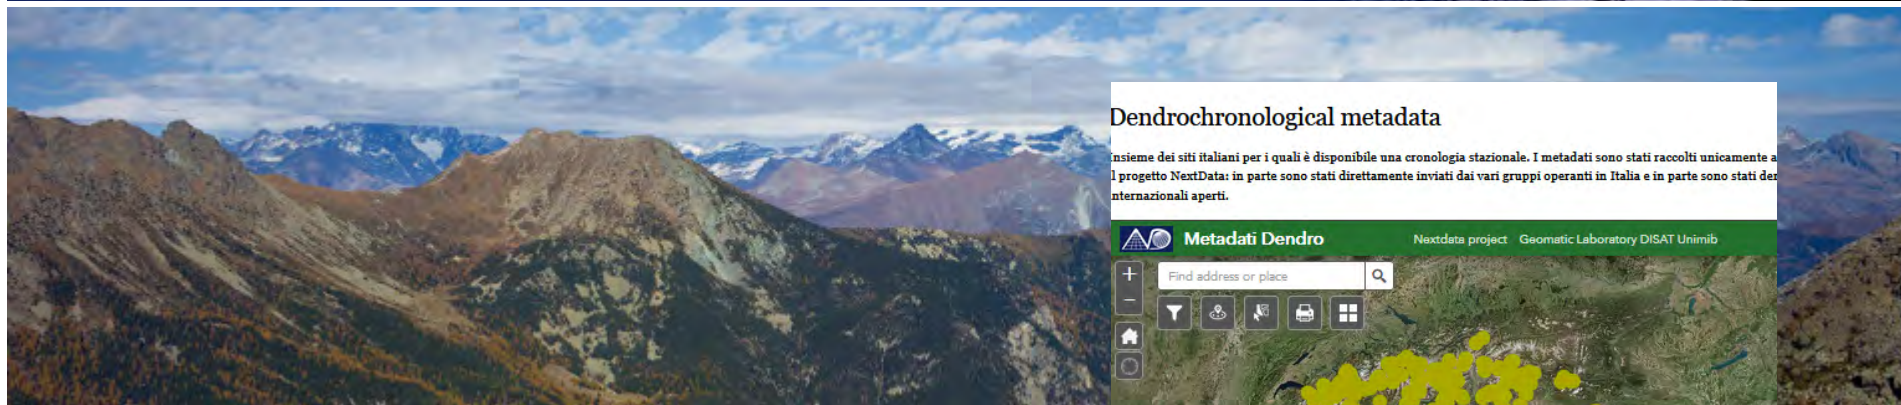 Dendrochronological metadata
nsieme dei siti italiani per i quali è disponibile una cronologia stazionale. I metadati sono stati raccolti unicamente a
l progetto NextData: in parte sono stati direttamente inviati dai vari gruppi operanti in Italia e in parte sono stati der
nternazionali aperti.
Metadati Dendro Nextdata project Geomatic Laboratory DISAT Unimib
Find address or place